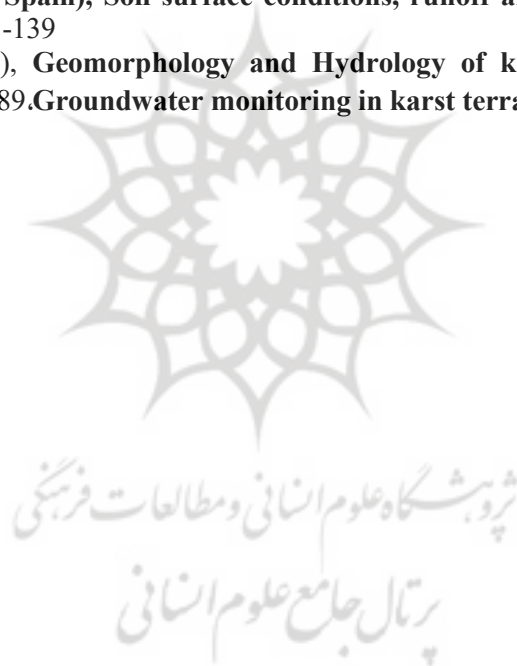 Spain), Soil surface conditions, runoff a
-139
), Geomorphology and Hydrology of k
89.Groundwater monitoring in karst terra
پژوهشگاه علوم انسانی و مطالعات فرهنگی
پرتال جامع علوم انسانی